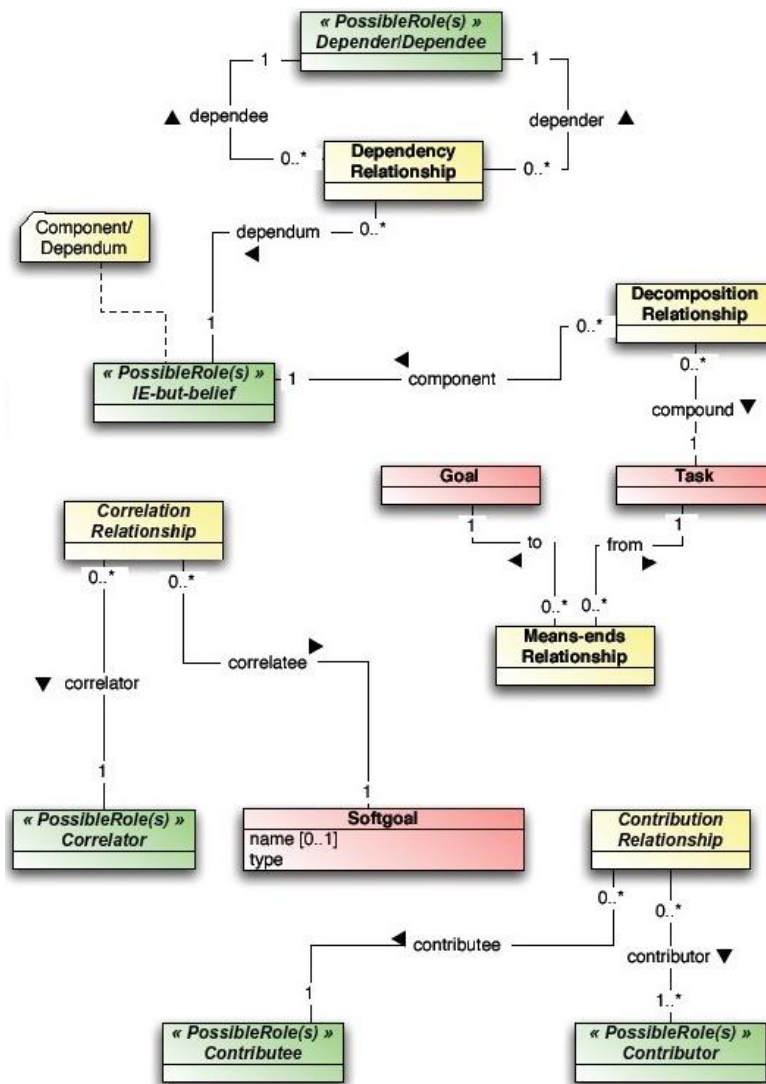 « PossibleRole(s) »
Depender/Dependee
1
1
dependee
depender
0..*
0..*
Dependency
Relationship
0..*
dependum
Component/
Dependum
1
Decomposition
Relationship
0..*
0..*
« PossibleRole(s) »
IE-but-belief
1
component
compound
1
Goal
Task
1
1
to
from
0..*
0..*
Means-ends
Relationship
Correlation
Relationship
0..*
0..*
correlatee
correlator
1
1
« PossibleRole(s) »
Correlator
Softgoal
name [0..1]
type
Contribution
Relationship
0..*
0..*
contributee
contributor
1
1..*
« PossibleRole(s) »
Contributee
« PossibleRole(s) »
Contributor